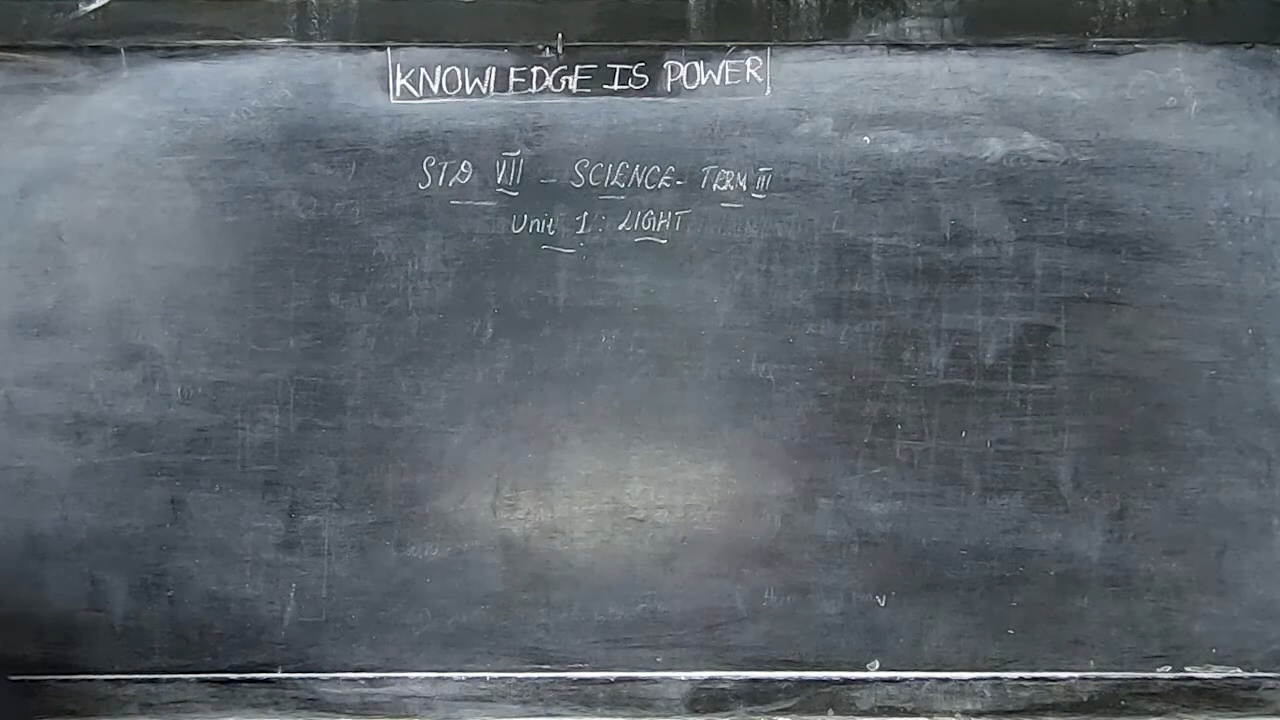 KNOWLEDGE IS POWER
STD VII - SCIENCE - TERM III
Unit 1: LIGHT